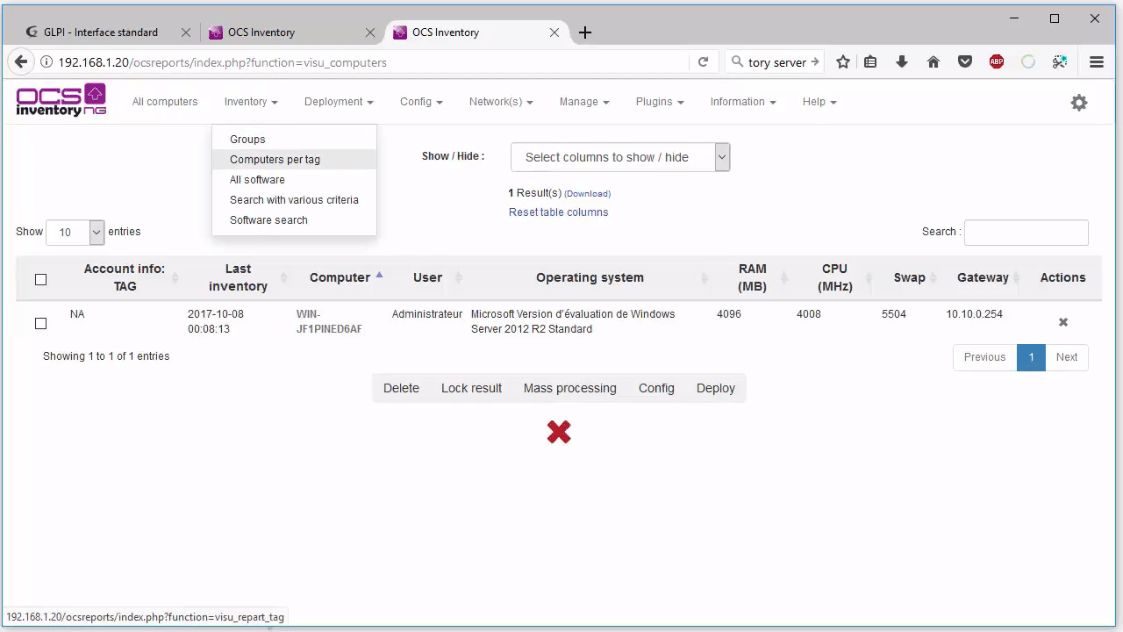 GLPI - Interface standard
OCS Inventory
OCS Inventory
192.168.1.20/ocsreports/index.php?function=visu_computers
tory server
ABP
OCS inventory NG
All computers Inventory Deployment Config Network(s) Manage Plugins Information Help
Groups
Computers per tag
All software
Search with various criteria
Software search
Show / Hide :
Select columns to show / hide
1 Result(s) (Download)
Reset table columns
Show 10 entries
Search :
Account info: TAG Last inventory Computer User Operating system RAM (MB) CPU (MHz) Swap Gateway Actions
NA 2017-10-08 00:08:13 WIN-JF1PINED6AF Administrateur Microsoft Version d'évaluation de Windows Server 2012 R2 Standard 4096 4008 5504 10.10.0.254
Showing 1 to 1 of 1 entries
Previous 1 Next
Delete Lock result Mass processing Config Deploy
192.168.1.20/ocsreports/index.php?function=visu_repart_tag